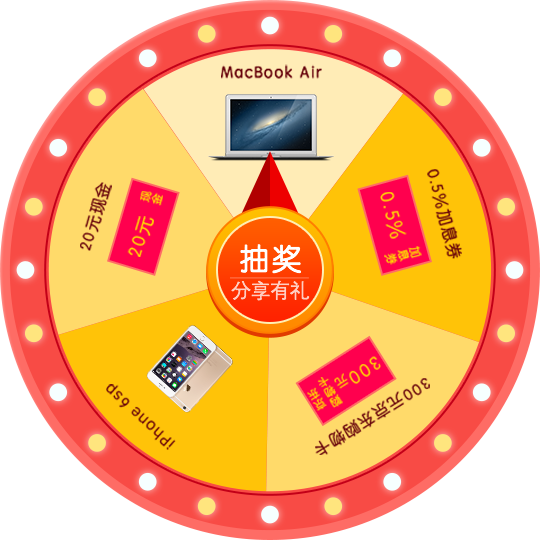 MacBook Air
0.5%加息券
0.5%
加息券
300元京东购物卡
300元
京东
购物卡
iPhone 6sp
20元现金
20元
现金
抽奖
分享有礼